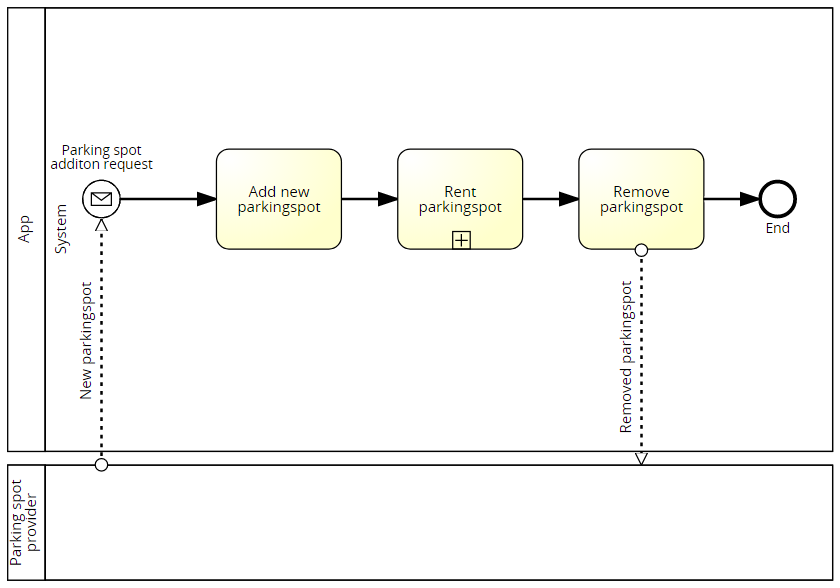 App
System
Parking spot
additon request
Add new
parkingspot
Rent
parkingspot
Remove
parkingspot
End
New parkingspot
Removed parkingspot
Parking spot
provider